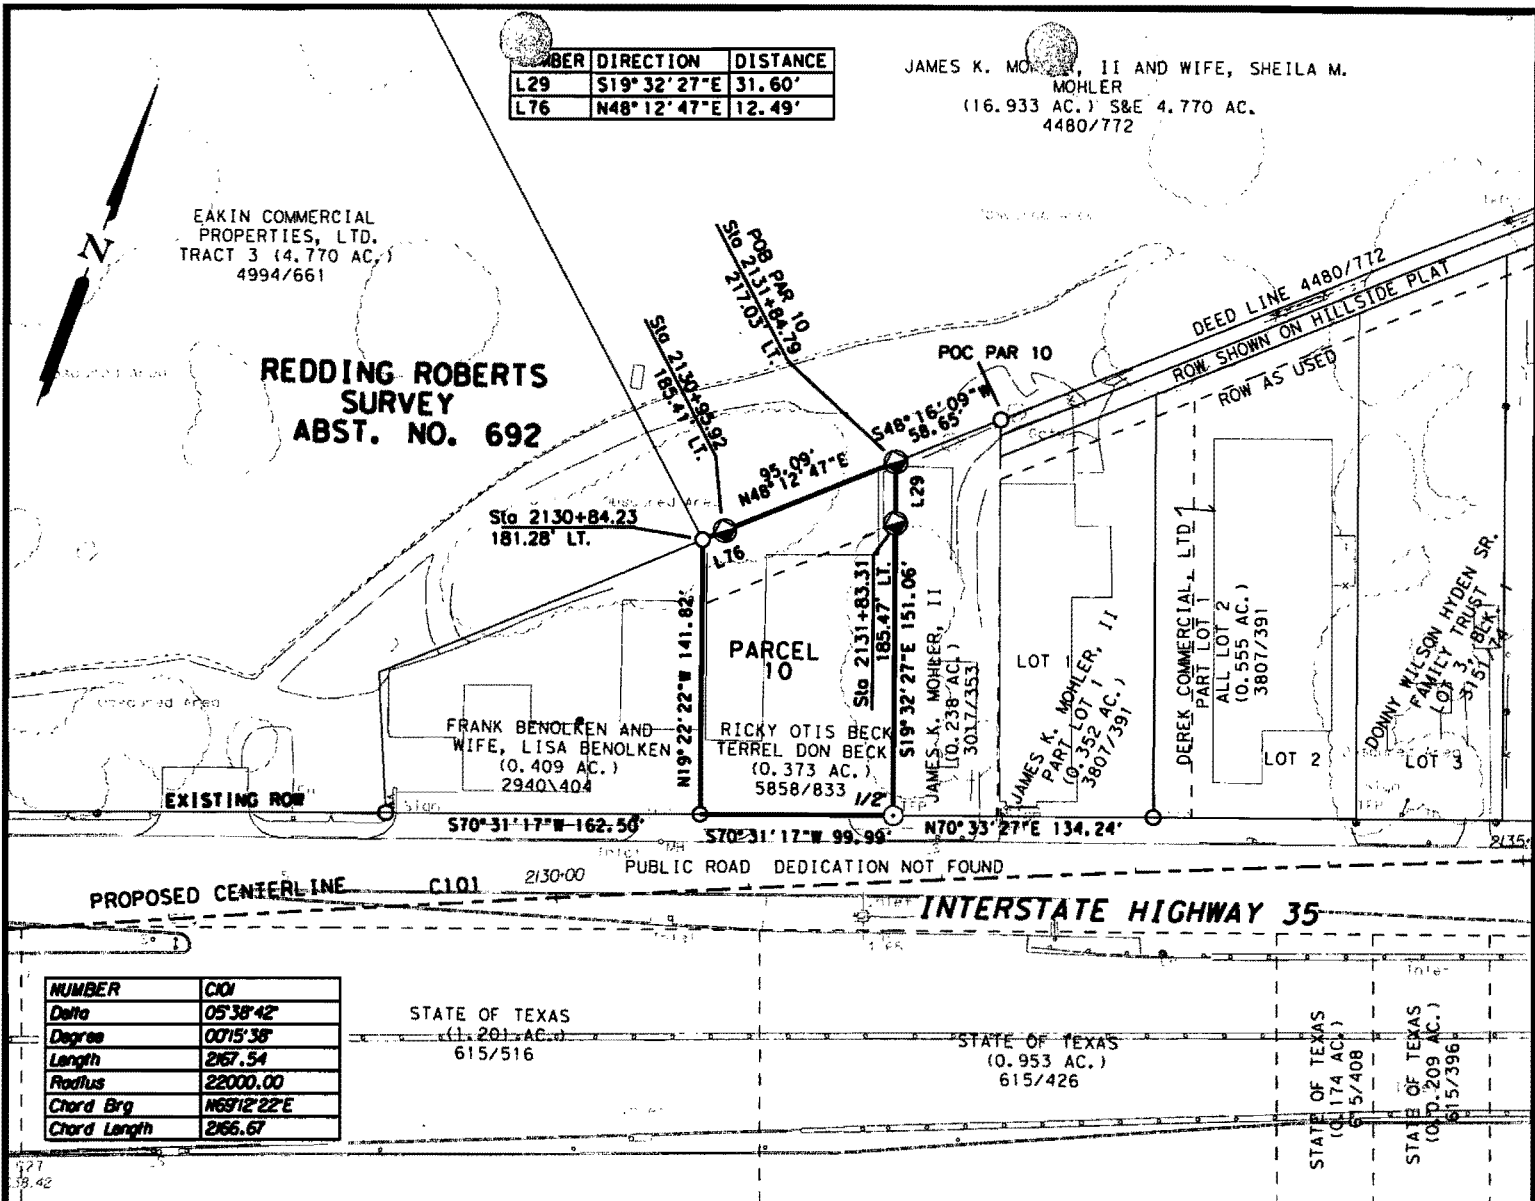 DIRECTION DISTANCE
L29 S19°32'27"E 31.60'
L76 N48°12'47"E 12.49'
JAMES K. II AND WIFE, SHEILA M.
MOHLER
(16.933 AC.) S&E 4.770 AC.
4480/772
EAKIN COMMERCIAL
PROPERTIES, LTD.
TRACT 3 (4.770 AC.)
4994/661
N
REDDING ROBERTS
SURVEY
ABST. NO. 692
POB PAR 10
Sta 2131+84.79
217.03' LT.
Sta 2130+95.92
185.41' LT.
POC PAR 10
DEED LINE 4480/772
ROW SHOWN ON HILLSIDE PLAT
ROW AS USED
S48°16'09"W
58.65'
95.09'
N48°12'47"E
L29
Sta 2130+84.23
181.28' LT.
L76
Sta 2131+83.31
185.47' LT.
N19°22'22"W 141.82'
S19°32'27"E 151.06'
PARCEL
10
FRANK BENOLKEN AND
WIFE, LISA BENOLKEN
(0.409 AC.)
2940\404
RICKY OTIS BECK
TERREL DON BECK
(0.373 AC.)
5858/833
1/2"
JAMES K. MOHLER, II
(0.238 AC.)
3017/353
LOT 1
JAMES K. MOHLER, II
PART LOT 1
(0.352 AC.)
3807/391
DEREK COMMERCIAL, LTD
PART LOT 1
ALL LOT 2
(0.555 AC.)
3807/391
LOT 2
DONNY WILSON HYDEN SR.
FAMILY TRUST
LOT 3, BLK. 1
3151/74
LOT 3
Sign
EXISTING ROW
S70°31'17"W 162.50'
S70°31'17"W 99.99'
N70°33'27"E 134.24'
Inlet
MH
PUBLIC ROAD DEDICATION NOT FOUND
PROPOSED CENTERLINE C101
2130+00
2135+
INTERSTATE HIGHWAY 35
Inlet
NUMBER C101
Delta 05°38'42"
Degree 00°15'38"
Length 2167.54
Radius 22000.00
Chord Brg N69°12'22"E
Chord Length 2166.67
STATE OF TEXAS
(1.201 AC.)
615/516
STATE OF TEXAS
(0.953 AC.)
615/426
STATE OF TEXAS
(0.174 AC.)
615/408
STATE OF TEXAS
615/396